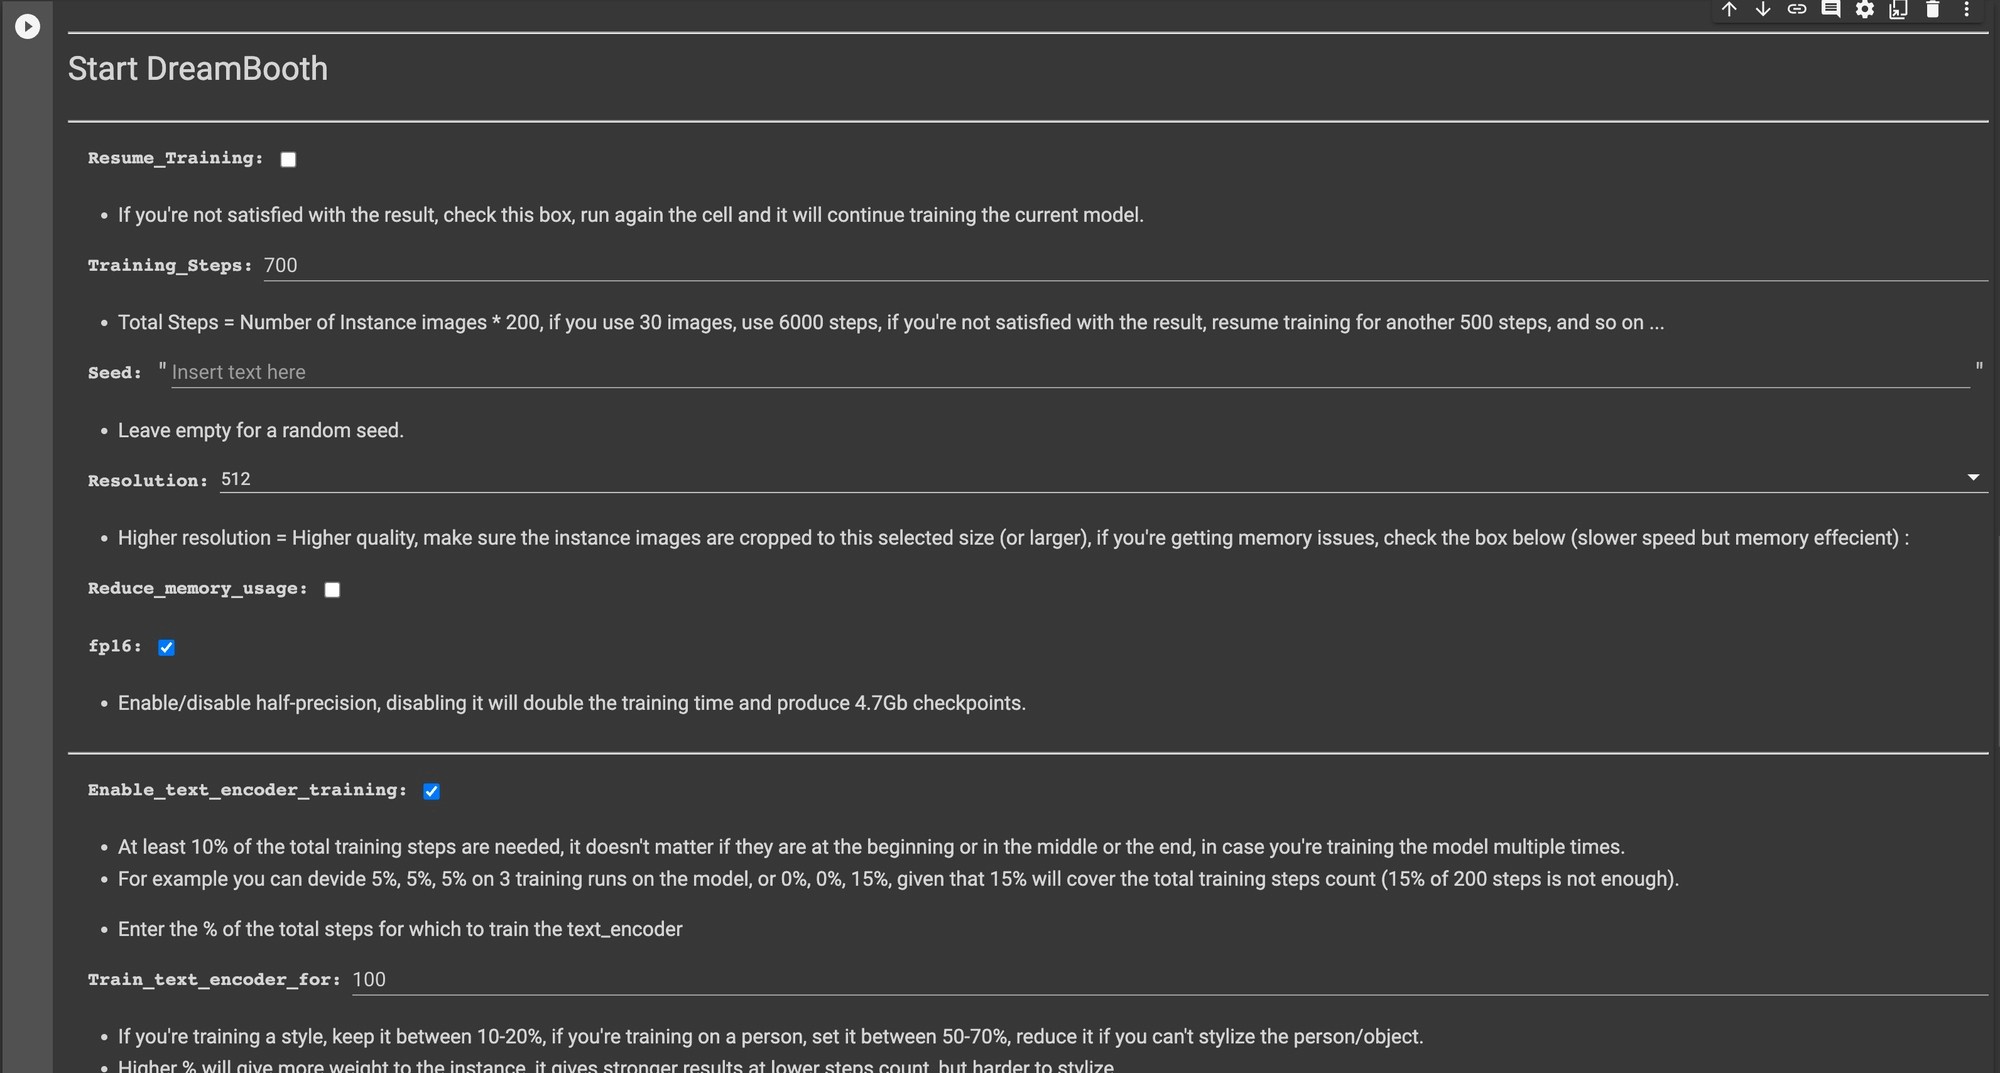 Start DreamBooth
Resume_Training:
• If you're not satisfied with the result, check this box, run again the cell and it will continue training the current model.
Training_Steps: 700
• Total Steps = Number of Instance images * 200, if you use 30 images, use 6000 steps, if you're not satisfied with the result, resume training for another 500 steps, and so on ...
Seed: " Insert text here "
• Leave empty for a random seed.
Resolution: 512
• Higher resolution = Higher quality, make sure the instance images are cropped to this selected size (or larger), if you're getting memory issues, check the box below (slower speed but memory effecient) :
Reduce_memory_usage:
fp16:
• Enable/disable half-precision, disabling it will double the training time and produce 4.7Gb checkpoints.
Enable_text_encoder_training:
• At least 10% of the total training steps are needed, it doesn't matter if they are at the beginning or in the middle or the end, in case you're training the model multiple times.
• For example you can devide 5%, 5%, 5% on 3 training runs on the model, or 0%, 0%, 15%, given that 15% will cover the total training steps count (15% of 200 steps is not enough).
• Enter the % of the total steps for which to train the text_encoder
Train_text_encoder_for: 100
• If you're training a style, keep it between 10-20%, if you're training on a person, set it between 50-70%, reduce it if you can't stylize the person/object.
• Higher % will give more weight to the instance, it gives stronger results at lower steps count, but harder to stylize